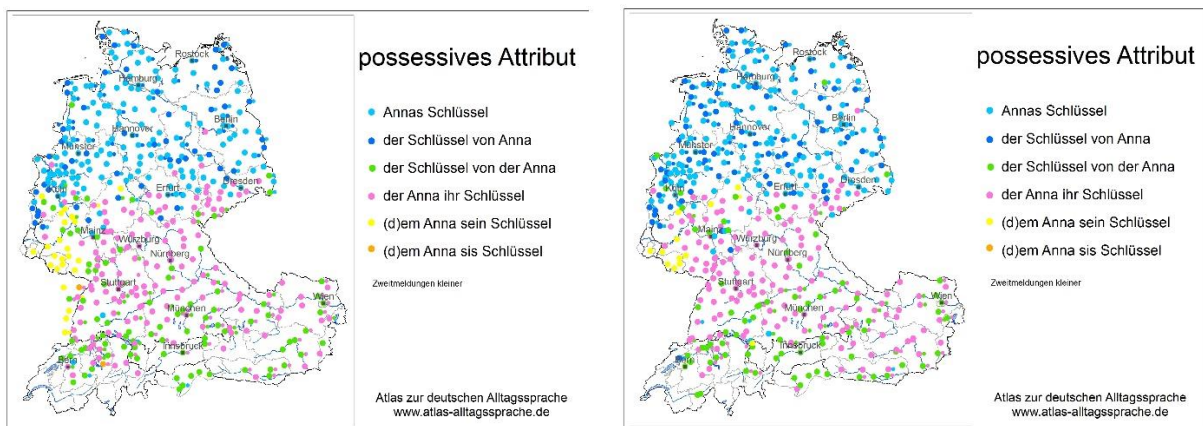 possessives Attribut
Annas Schlüssel
der Schlüssel von Anna
der Schlüssel von der Anna
der Anna ihr Schlüssel
(d)em Anna sein Schlüssel
(d)em Anna sis Schlüssel
Zweitmeldungen kleiner
Atlas zur deutschen Alltagssprache
www.atlas-alltagssprache.de
Rostock
Hamburg
Berlin
Hannover
Münster
Köln
Erfurt
Dresden
Mainz
Würzburg
Nürnberg
Stuttgart
München
Wien
Innsbruck
Bern
possessives Attribut
Annas Schlüssel
der Schlüssel von Anna
der Schlüssel von der Anna
der Anna ihr Schlüssel
(d)em Anna sein Schlüssel
(d)em Anna sis Schlüssel
Zweitmeldungen kleiner
Atlas zur deutschen Alltagssprache
www.atlas-alltagssprache.de
Rostock
Hamburg
Berlin
Hannover
Münster
Köln
Erfurt
Dresden
Mainz
Würzburg
Nürnberg
Stuttgart
München
Wien
Innsbruck
Bern